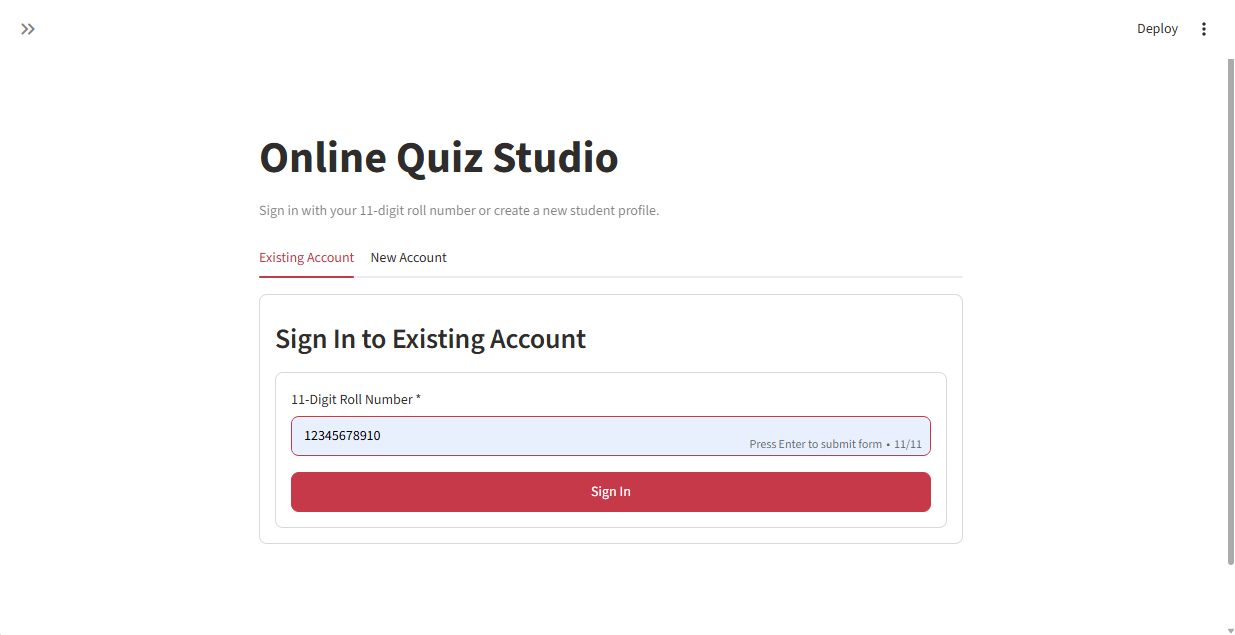 Deploy
Online Quiz Studio
Sign in with your 11-digit roll number or create a new student profile.
Existing Account New Account
Sign In to Existing Account
11-Digit Roll Number *
12345678910 Press Enter to submit form • 11/11
Sign In